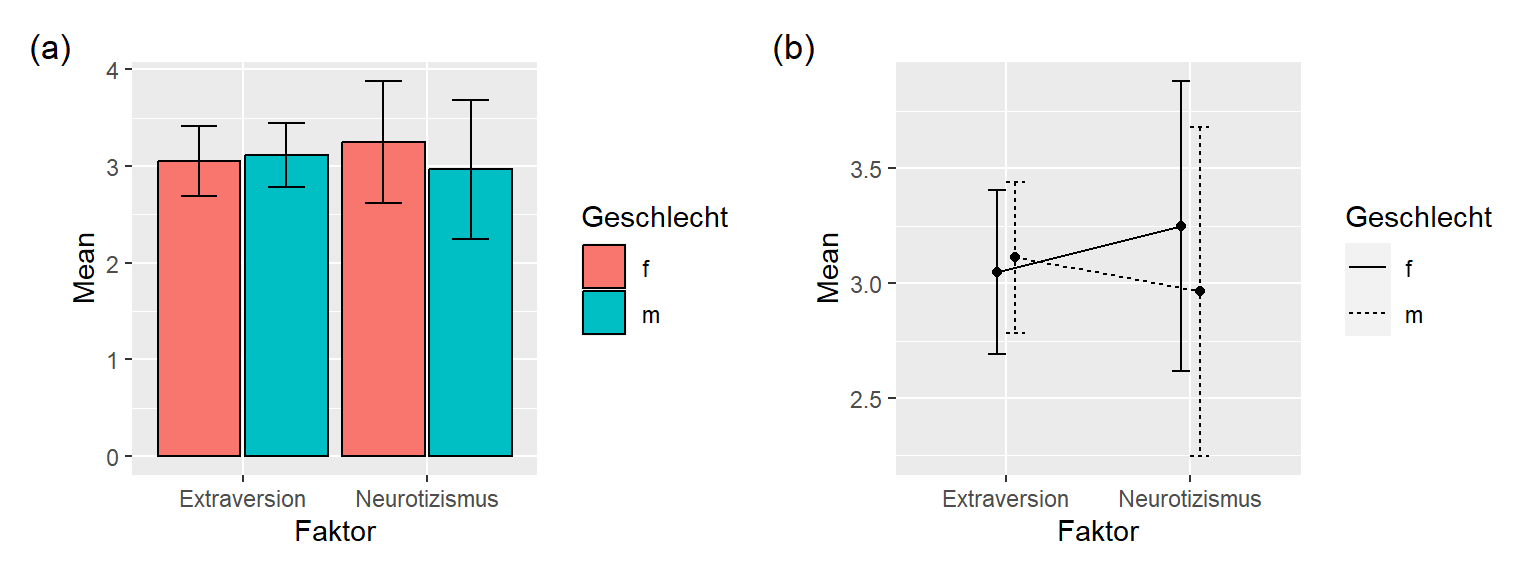 (a)
4
3
2
1
0
Mean
Extraversion Neurotizismus
Faktor
Geschlecht
f
m
(b)
3.5
3.0
2.5
Mean
Extraversion Neurotizismus
Faktor
Geschlecht
f
m